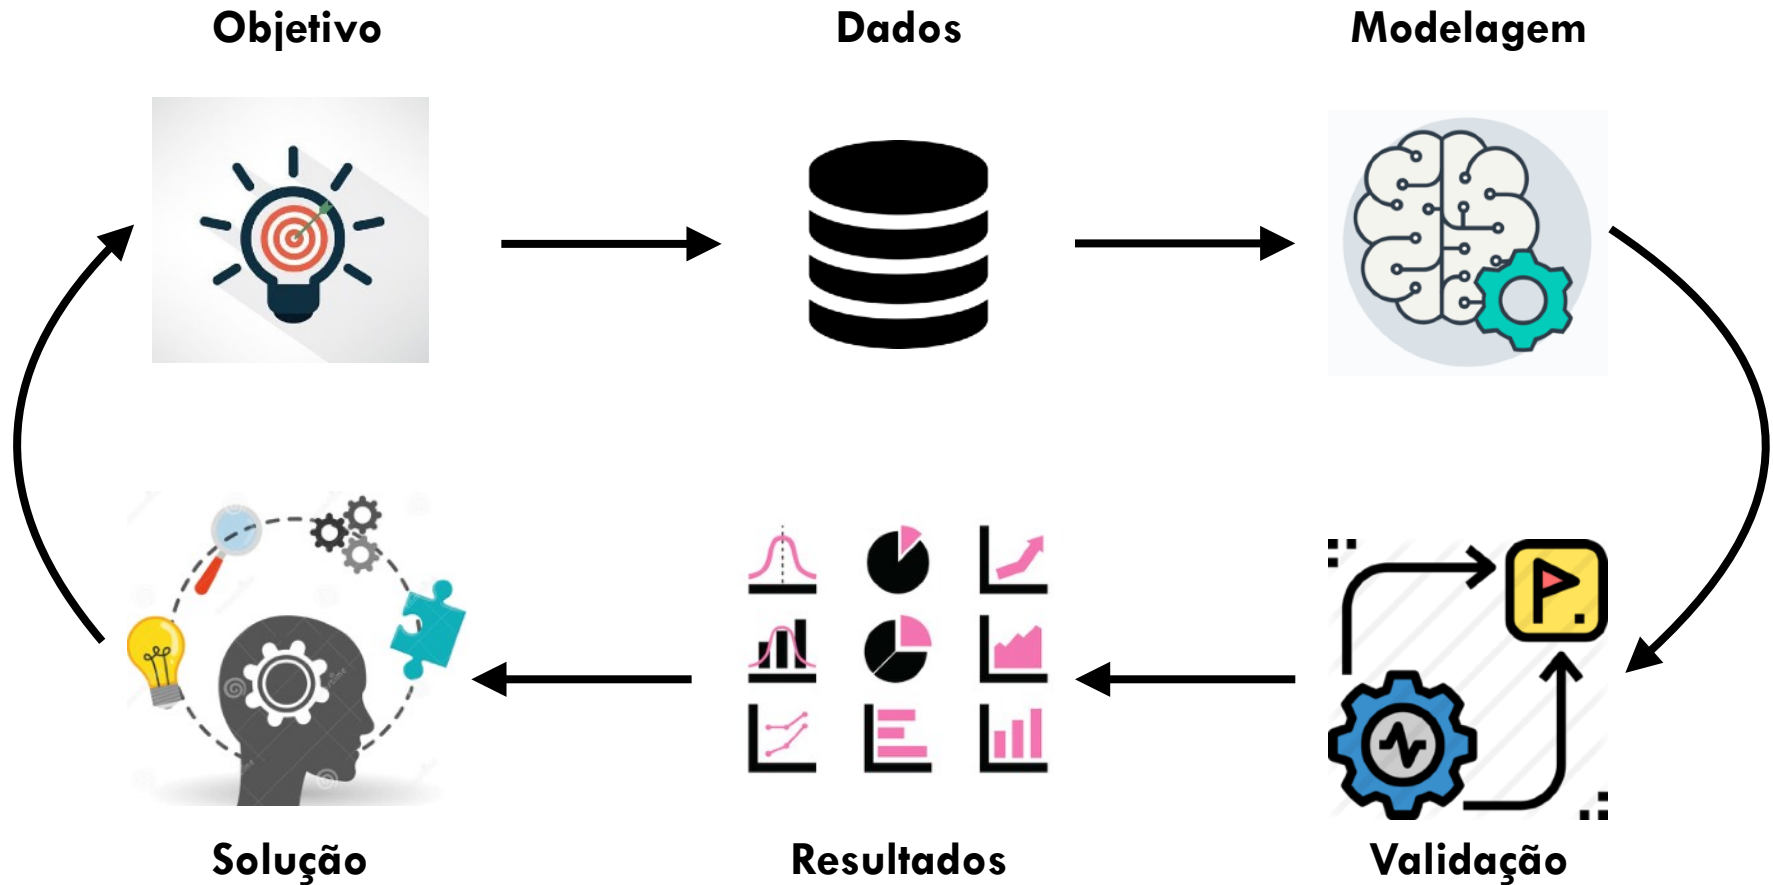 Objetivo
Dados
Modelagem
Solução
Resultados
Validação